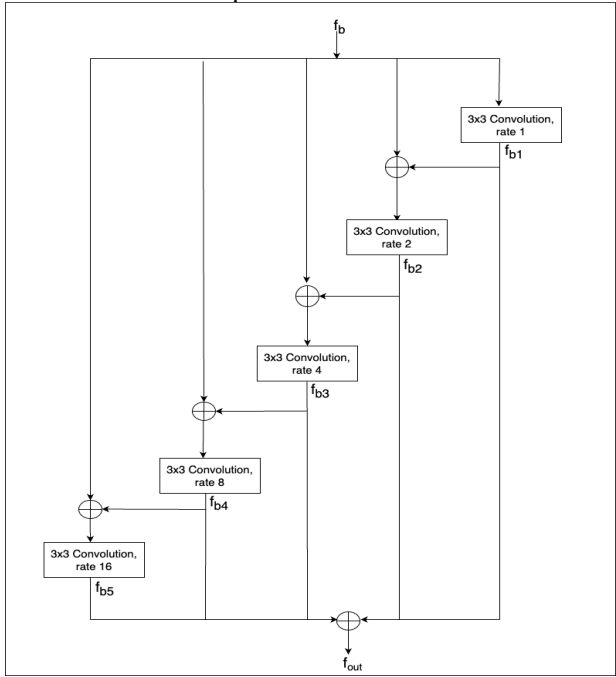 f_b
3x3 Convolution,
rate 1
f_b1
3x3 Convolution,
rate 2
f_b2
3x3 Convolution,
rate 4
f_b3
3x3 Convolution,
rate 8
f_b4
3x3 Convolution,
rate 16
f_b5
f_out